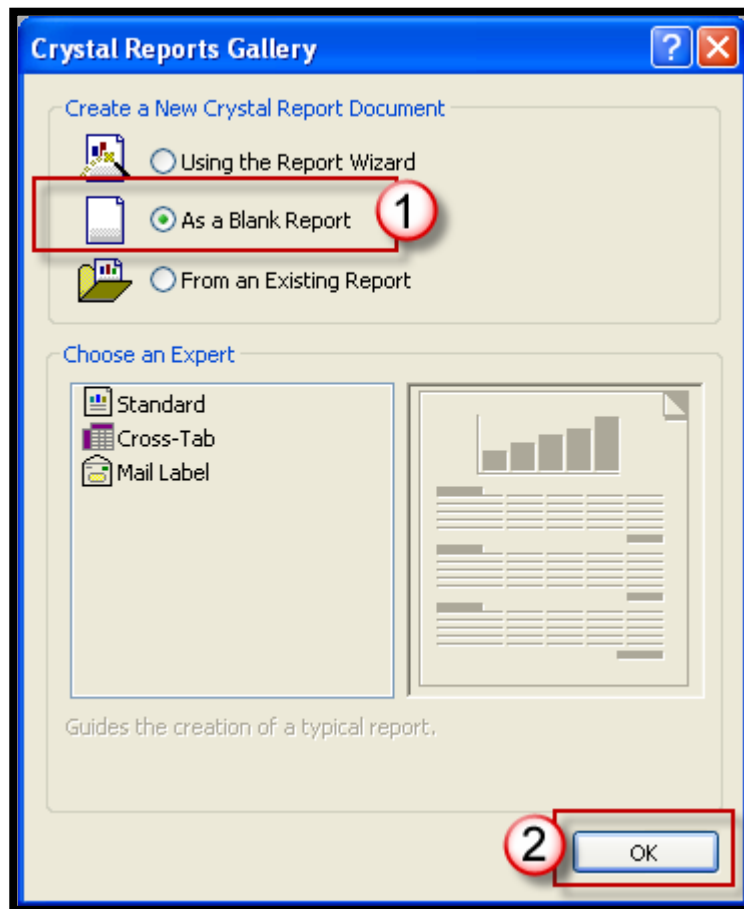 Crystal Reports Gallery
Create a New Crystal Report Document
Using the Report Wizard
As a Blank Report
1
From an Existing Report
Choose an Expert
Standard
Cross-Tab
Mail Label
Guides the creation of a typical report.
2
OK